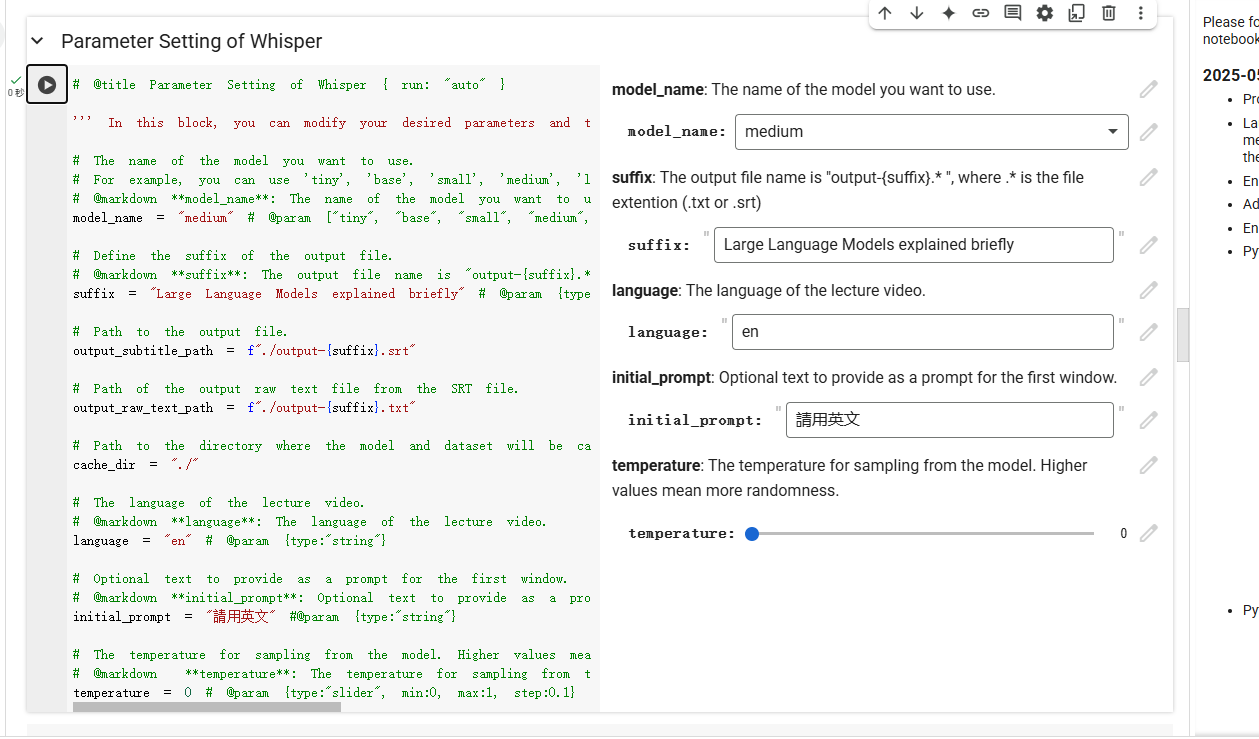 Parameter Setting of Whisper
0 秒
# @title Parameter Setting of Whisper { run: "auto" }
''' In this block, you can modify your desired parameters and t
# The name of the model you want to use.
# For example, you can use 'tiny', 'base', 'small', 'medium', 'l
# @markdown **model_name**: The name of the model you want to u
model_name = "medium" # @param ["tiny", "base", "small", "medium",
# Define the suffix of the output file.
# @markdown **suffix**: The output file name is "output-{suffix}.*
suffix = "Large Language Models explained briefly" # @param {type
# Path to the output file.
output_subtitle_path = f"./output-{suffix}.srt"
# Path of the output raw text file from the SRT file.
output_raw_text_path = f"./output-{suffix}.txt"
# Path to the directory where the model and dataset will be ca
cache_dir = "./"
# The language of the lecture video.
# @markdown **language**: The language of the lecture video.
language = "en" # @param {type:"string"}
# Optional text to provide as a prompt for the first window.
# @markdown **initial_prompt**: Optional text to provide as a pro
initial_prompt = "請用英文" #@param {type:"string"}
# The temperature for sampling from the model. Higher values mea
# @markdown **temperature**: The temperature for sampling from t
temperature = 0 # @param {type:"slider", min:0, max:1, step:0.1}
model_name: The name of the model you want to use.
model_name: medium
suffix: The output file name is "output-{suffix}.* ", where .* is the file
extention (.txt or .srt)
suffix: " Large Language Models explained briefly "
language: The language of the lecture video.
language: " en "
initial_prompt: Optional text to provide as a prompt for the first window.
initial_prompt: " 請用英文 "
temperature: The temperature for sampling from the model. Higher
values mean more randomness.
temperature: 0
Please fo
notebook
2025-05
Pro
La
me
the
En
Ad
En
Py
Py